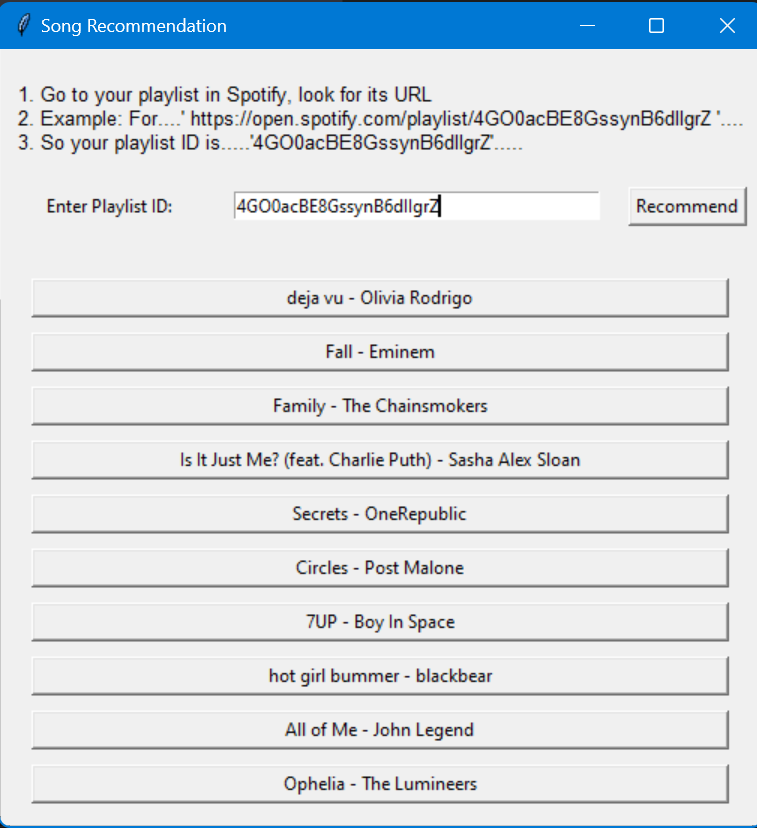 Song Recommendation
1. Go to your playlist in Spotify, look for its URL
2. Example: For....' https://open.spotify.com/playlist/4GO0acBE8GssynB6dllgrZ '....
3. So your playlist ID is.....'4GO0acBE8GssynB6dllgrZ'.....
Enter Playlist ID: 4GO0acBE8GssynB6dllgrZ Recommend
deja vu - Olivia Rodrigo
Fall - Eminem
Family - The Chainsmokers
Is It Just Me? (feat. Charlie Puth) - Sasha Alex Sloan
Secrets - OneRepublic
Circles - Post Malone
7UP - Boy In Space
hot girl bummer - blackbear
All of Me - John Legend
Ophelia - The Lumineers